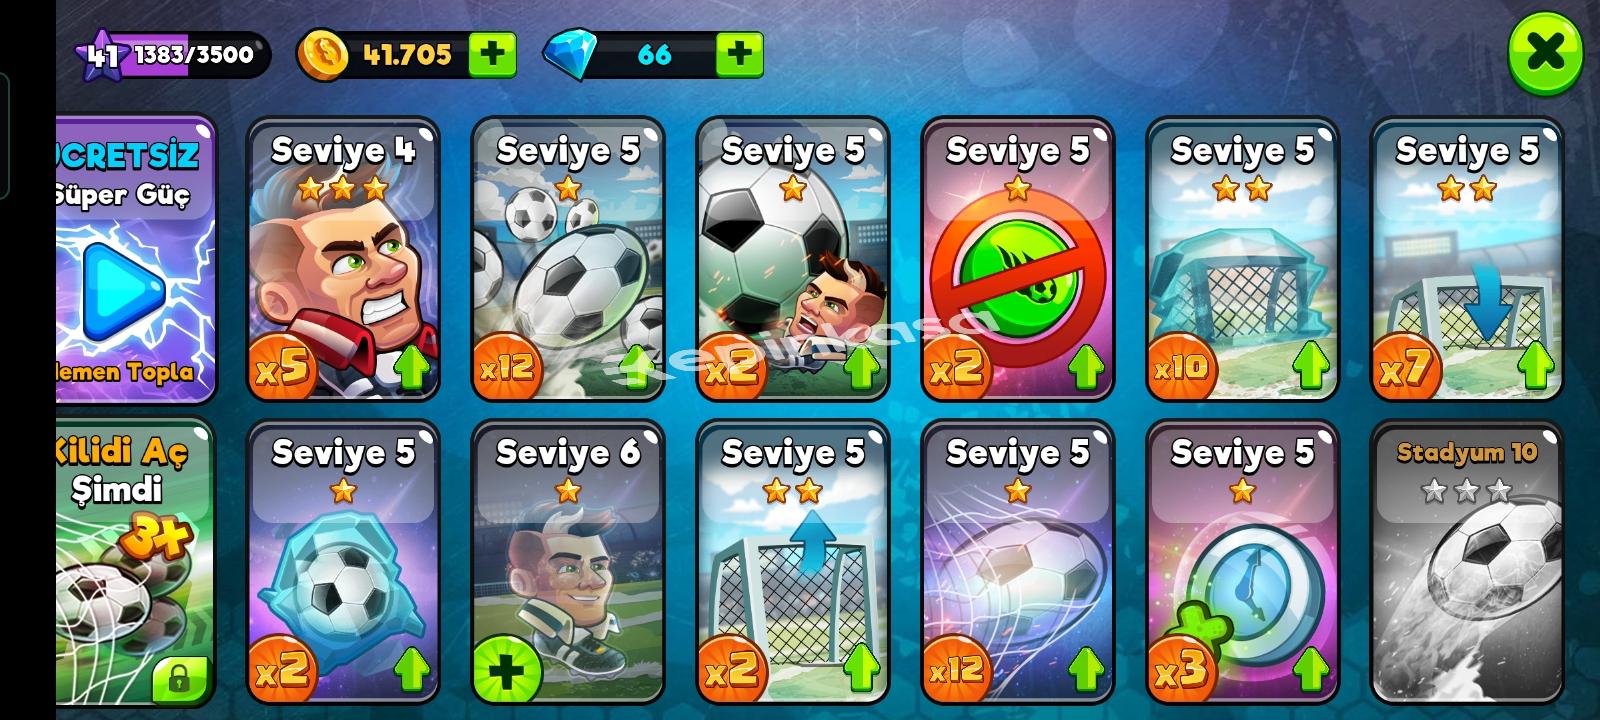 41 1383/3500 41.705 66
ÜCRETSİZ
Süper Güç
Hemen Topla
Seviye 4
x5
Seviye 5
x12
Seviye 5
x2
Seviye 5
x2
Seviye 5
x10
Seviye 5
x7
Kilidi Aç
Şimdi
3+
Seviye 5
x2
Seviye 6
Seviye 5
x2
Seviye 5
x12
Seviye 5
x3
Stadyum 10
epinkasa